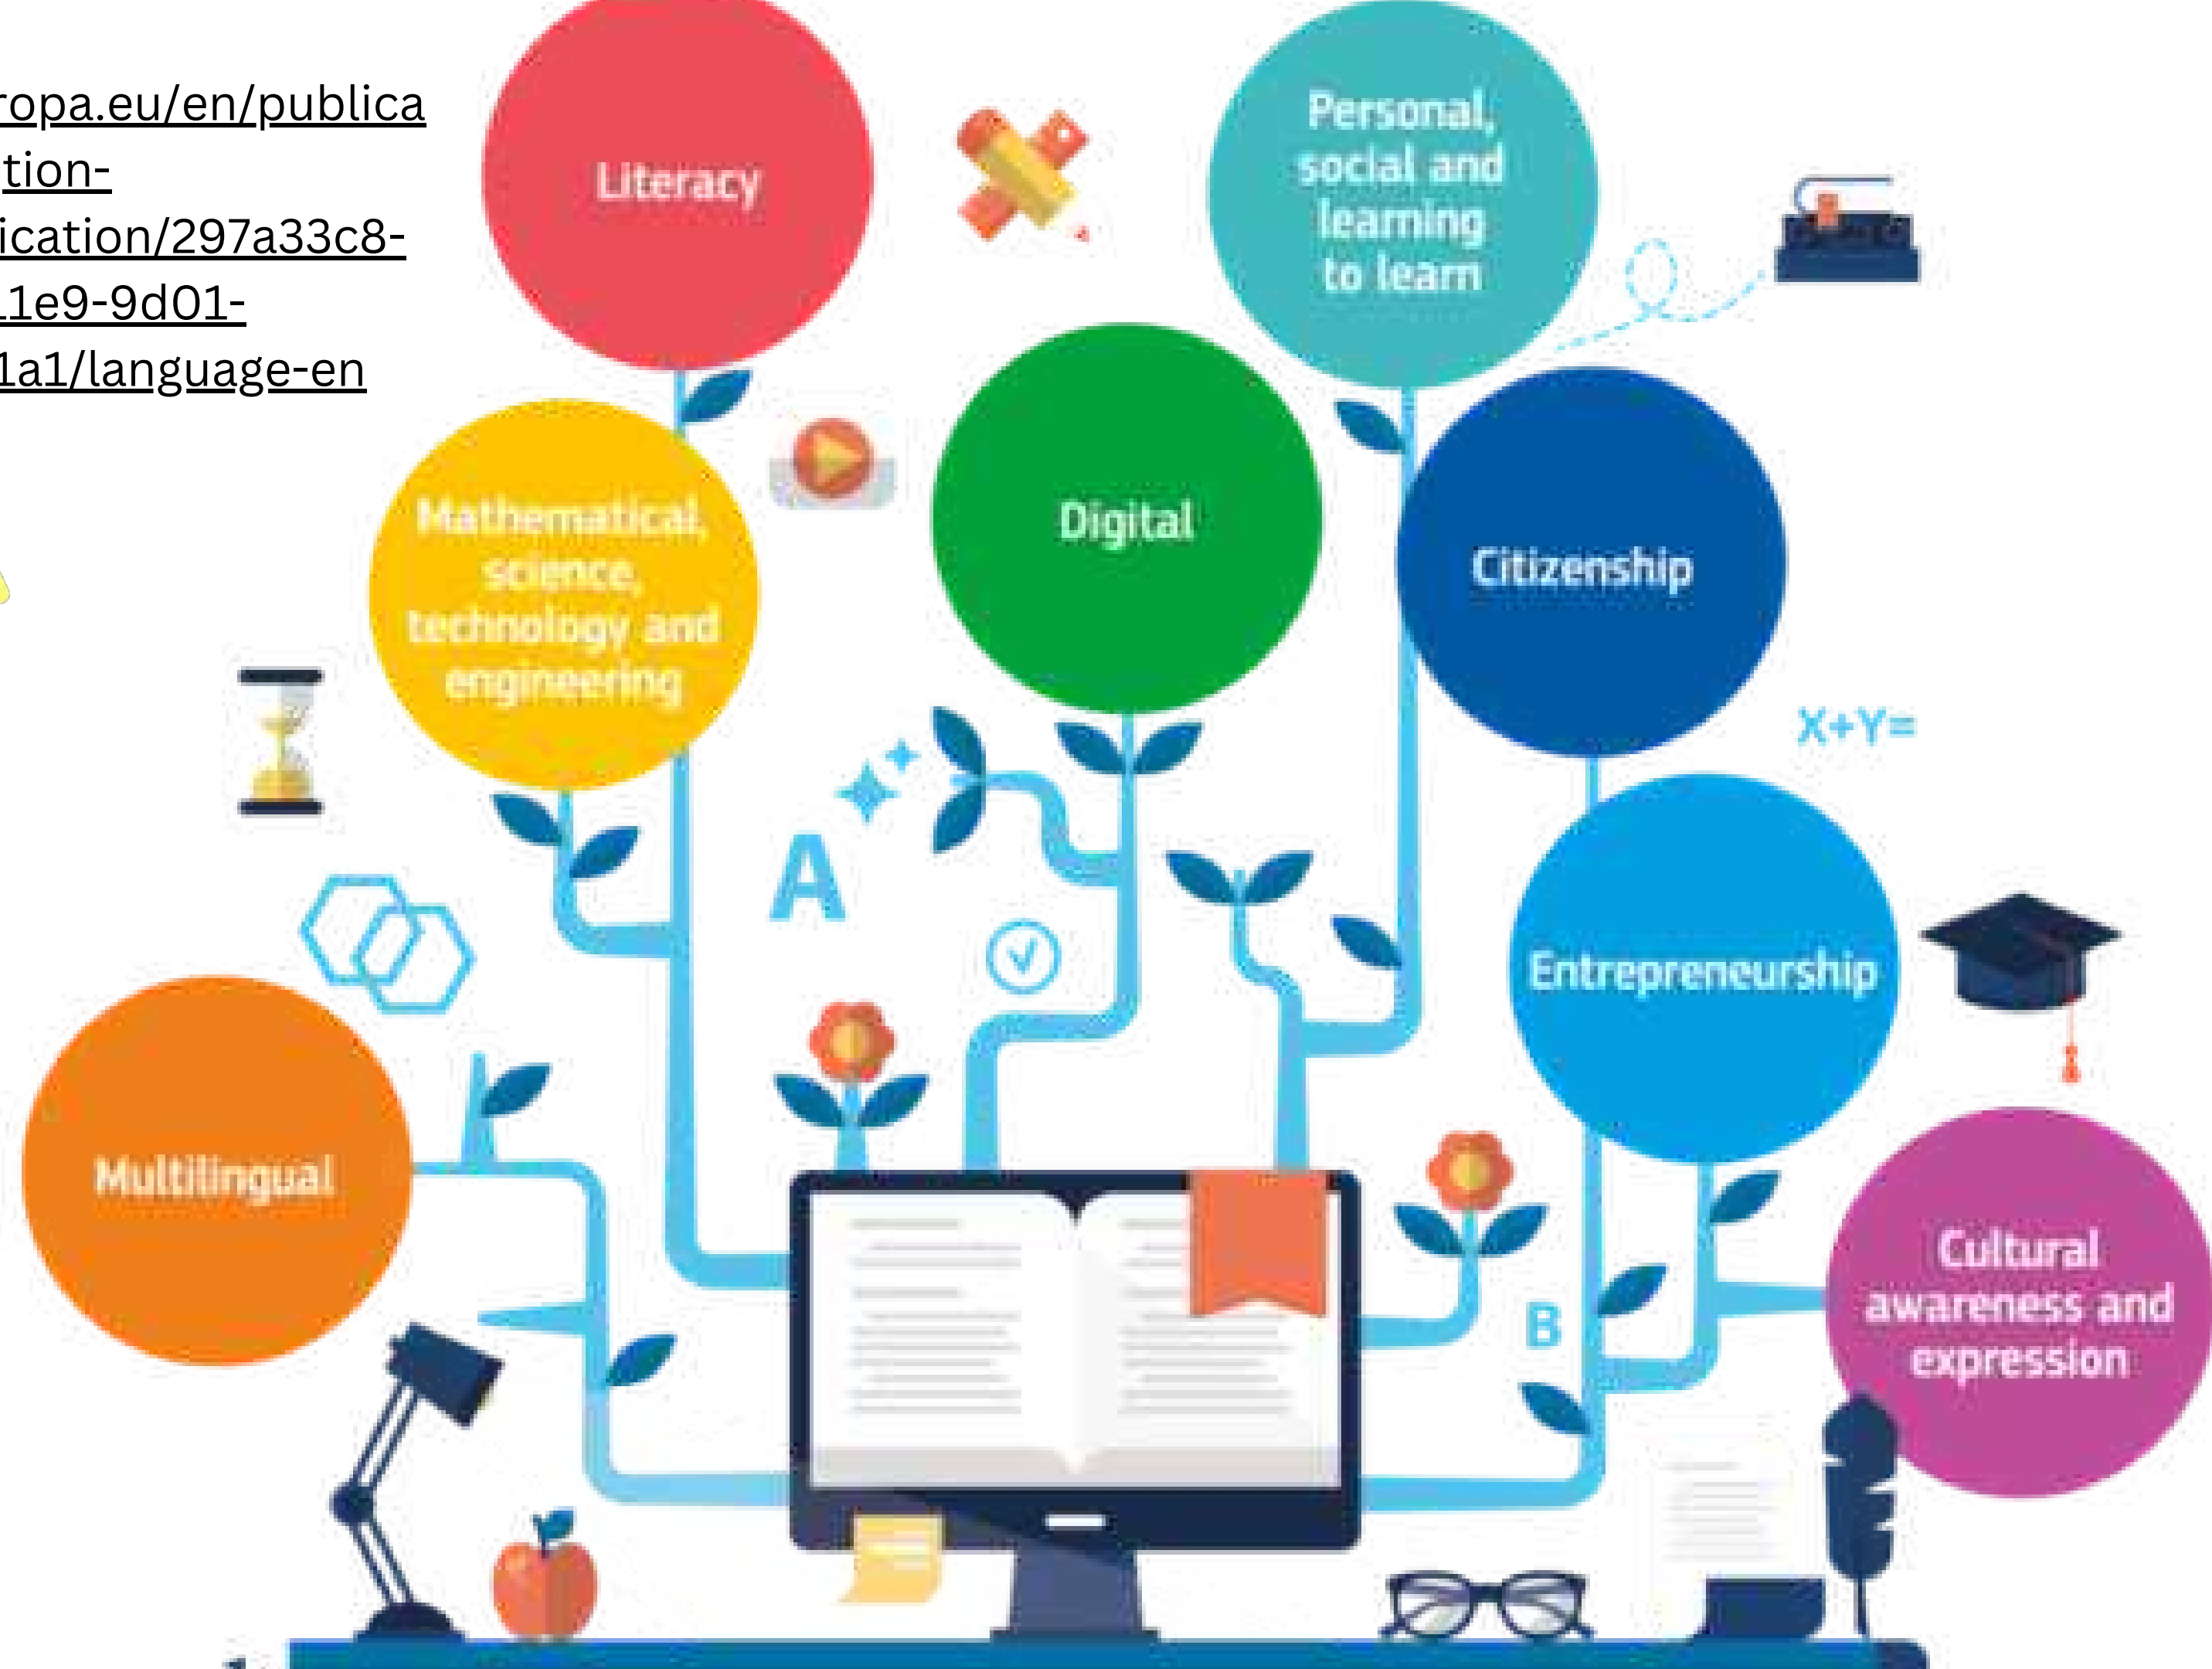 ropa.eu/en/publica
tion-
ication/297a33c8-
1e9-9d01-
1a1/language-en
Literacy
Personal,
social and
learning
to learn
Mathematical,
science,
technology and
engineering
Digital
Citizenship
X+Y=
A
Entrepreneurship
Multilingual
B
Cultural
awareness and
expression